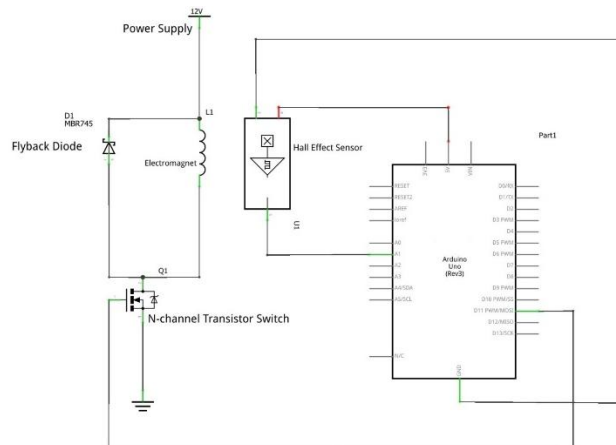 12V
Power Supply
D1
MBR745
L1
Flyback Diode
Electromagnet
Hall Effect Sensor
U1
Part1
3V3
5V
VIN
RESET
RESET2
AREF
ioref
A0
A1
A2
A3
A4/SDA
A5/SCL
N/C
Arduino
Uno
(Rev3)
D0/RX
D1/TX
D2
D3 PWM
D4
D5 PWM
D6 PWM
D7
D8
D9 PWM
D10 PWM/SS
D11 PWM/MOSI
D12/MISO
D13/SCK
GND
Q1
N-channel Transistor Switch